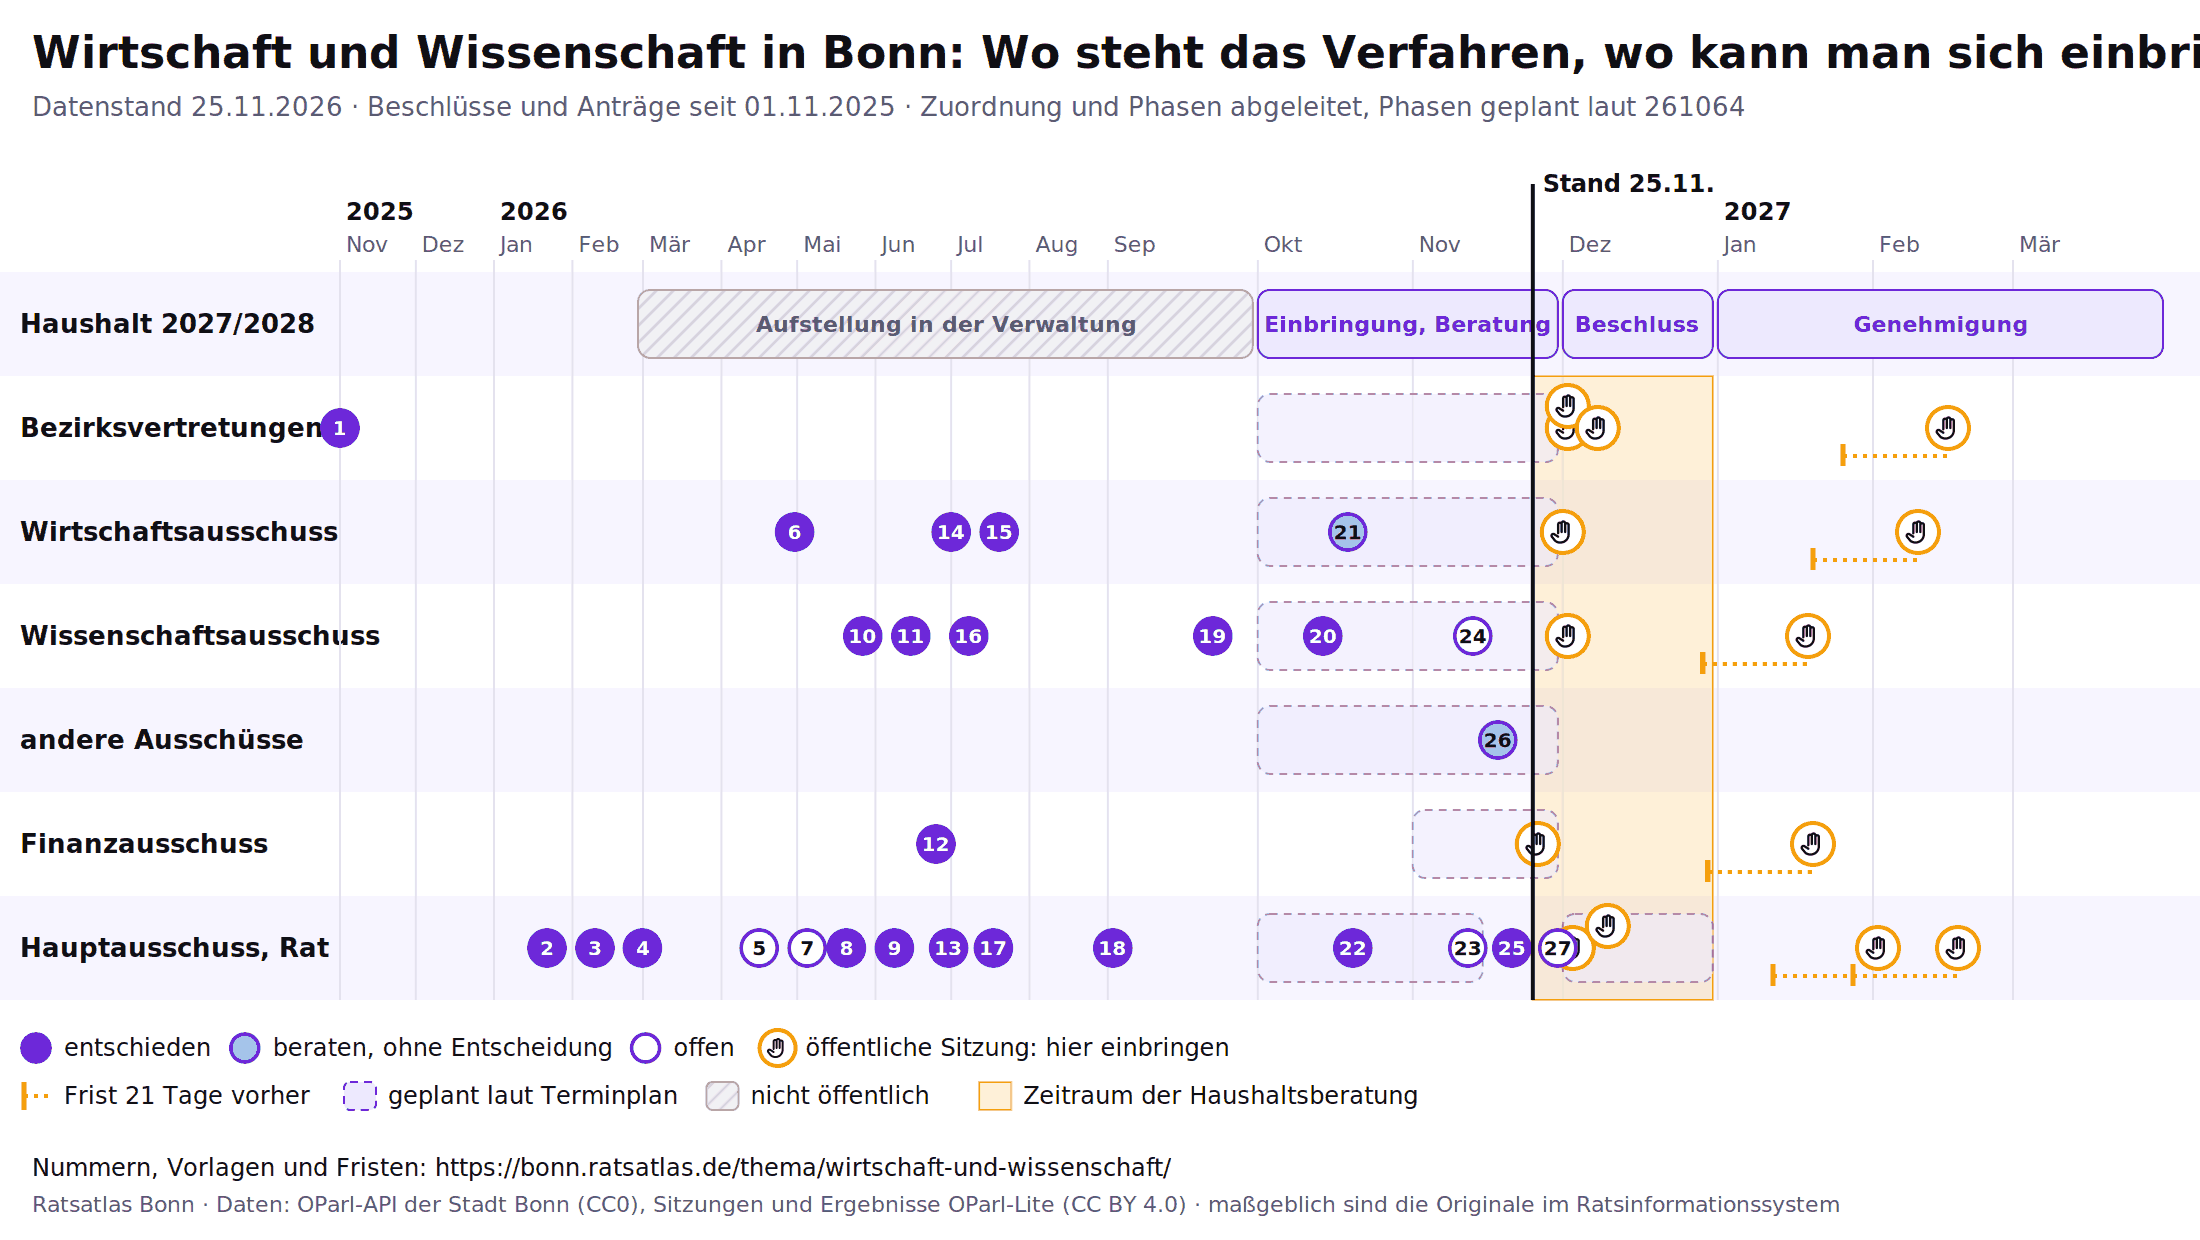 Wirtschaft und Wissenschaft in Bonn: Wo steht das Verfahren, wo kann man sich einbri
Datenstand 25.11.2026 · Beschlüsse und Anträge seit 01.11.2025 · Zuordnung und Phasen abgeleitet, Phasen geplant laut 261064
Stand 25.11.
2025 2026 2027
Nov Dez Jan Feb Mär Apr Mai Jun Jul Aug Sep Okt Nov Dez Jan Feb Mär
Haushalt 2027/2028 Aufstellung in der Verwaltung Einbringung, Beratung Beschluss Genehmigung
Bezirksvertretungen 1
Wirtschaftsausschuss 6 14 15 21
Wissenschaftsausschuss 10 11 16 19 20 24
andere Ausschüsse 26
Finanzausschuss 12
Hauptausschuss, Rat 2 3 4 5 7 8 9 13 17 18 22 23 25 27
entschieden beraten, ohne Entscheidung offen öffentliche Sitzung: hier einbringen
Frist 21 Tage vorher geplant laut Terminplan nicht öffentlich Zeitraum der Haushaltsberatung
Nummern, Vorlagen und Fristen: https://bonn.ratsatlas.de/thema/wirtschaft-und-wissenschaft/
Ratsatlas Bonn · Daten: OParl-API der Stadt Bonn (CC0), Sitzungen und Ergebnisse OParl-Lite (CC BY 4.0) · maßgeblich sind die Originale im Ratsinformationssystem